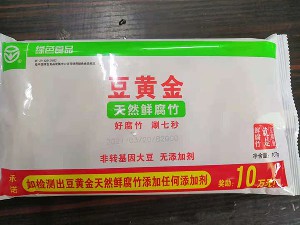 绿色食品
豆黄金
天然鲜腐竹
好腐竹 涮七秒
非转基因大豆 无添加剂
承诺
如检测出豆黄金天然鲜腐竹添加任何添加剂
奖励：10万元